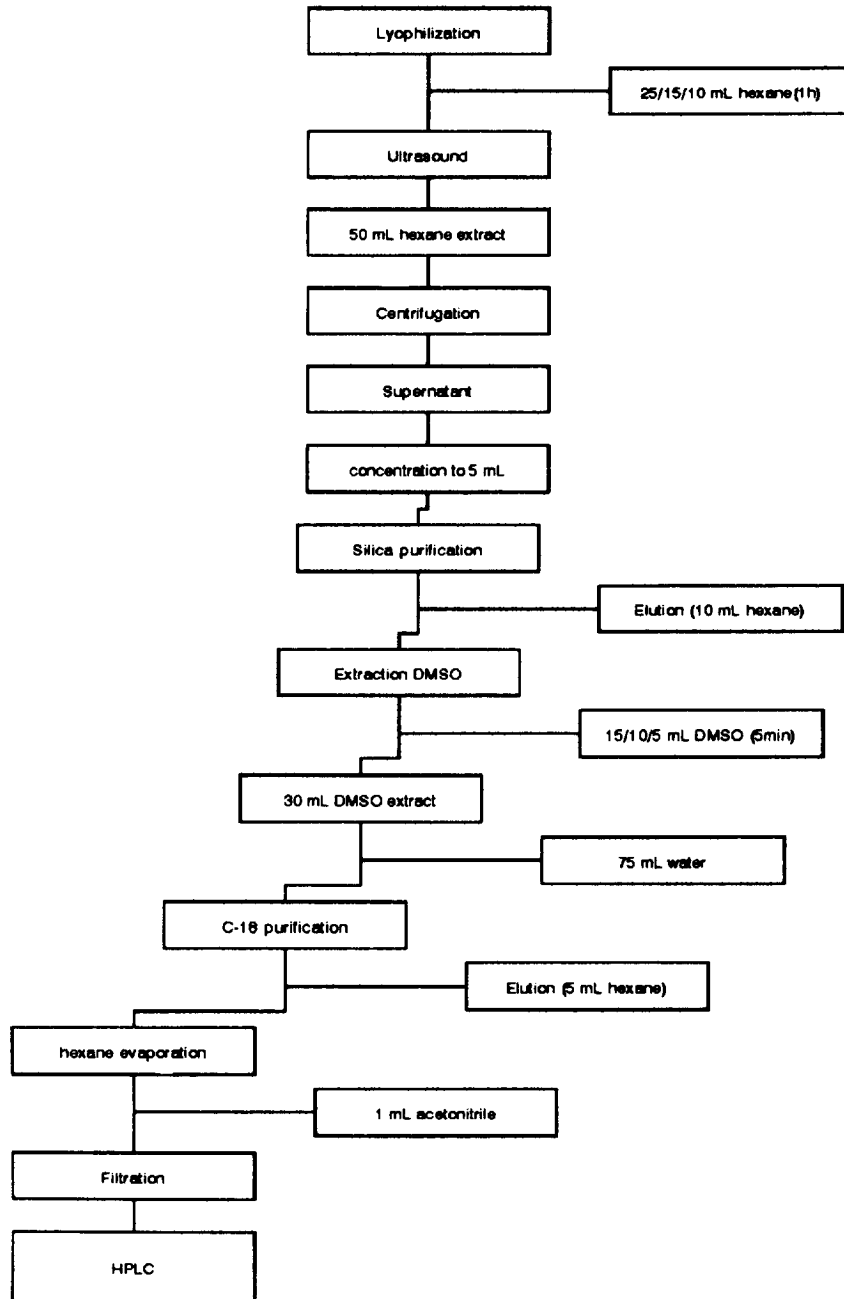 Lyophilization
25/15/10 mL hexane (1h)
Ultrasound
50 mL hexane extract
Centrifugation
Supernatant
concentration to 5 mL
Silica purification
Elution (10 mL hexane)
Extraction DMSO
15/10/5 mL DMSO (5min)
30 mL DMSO extract
75 mL water
C-18 purification
Elution (5 mL hexane)
hexane evaporation
1 mL acetonitrile
Filtration
HPLC